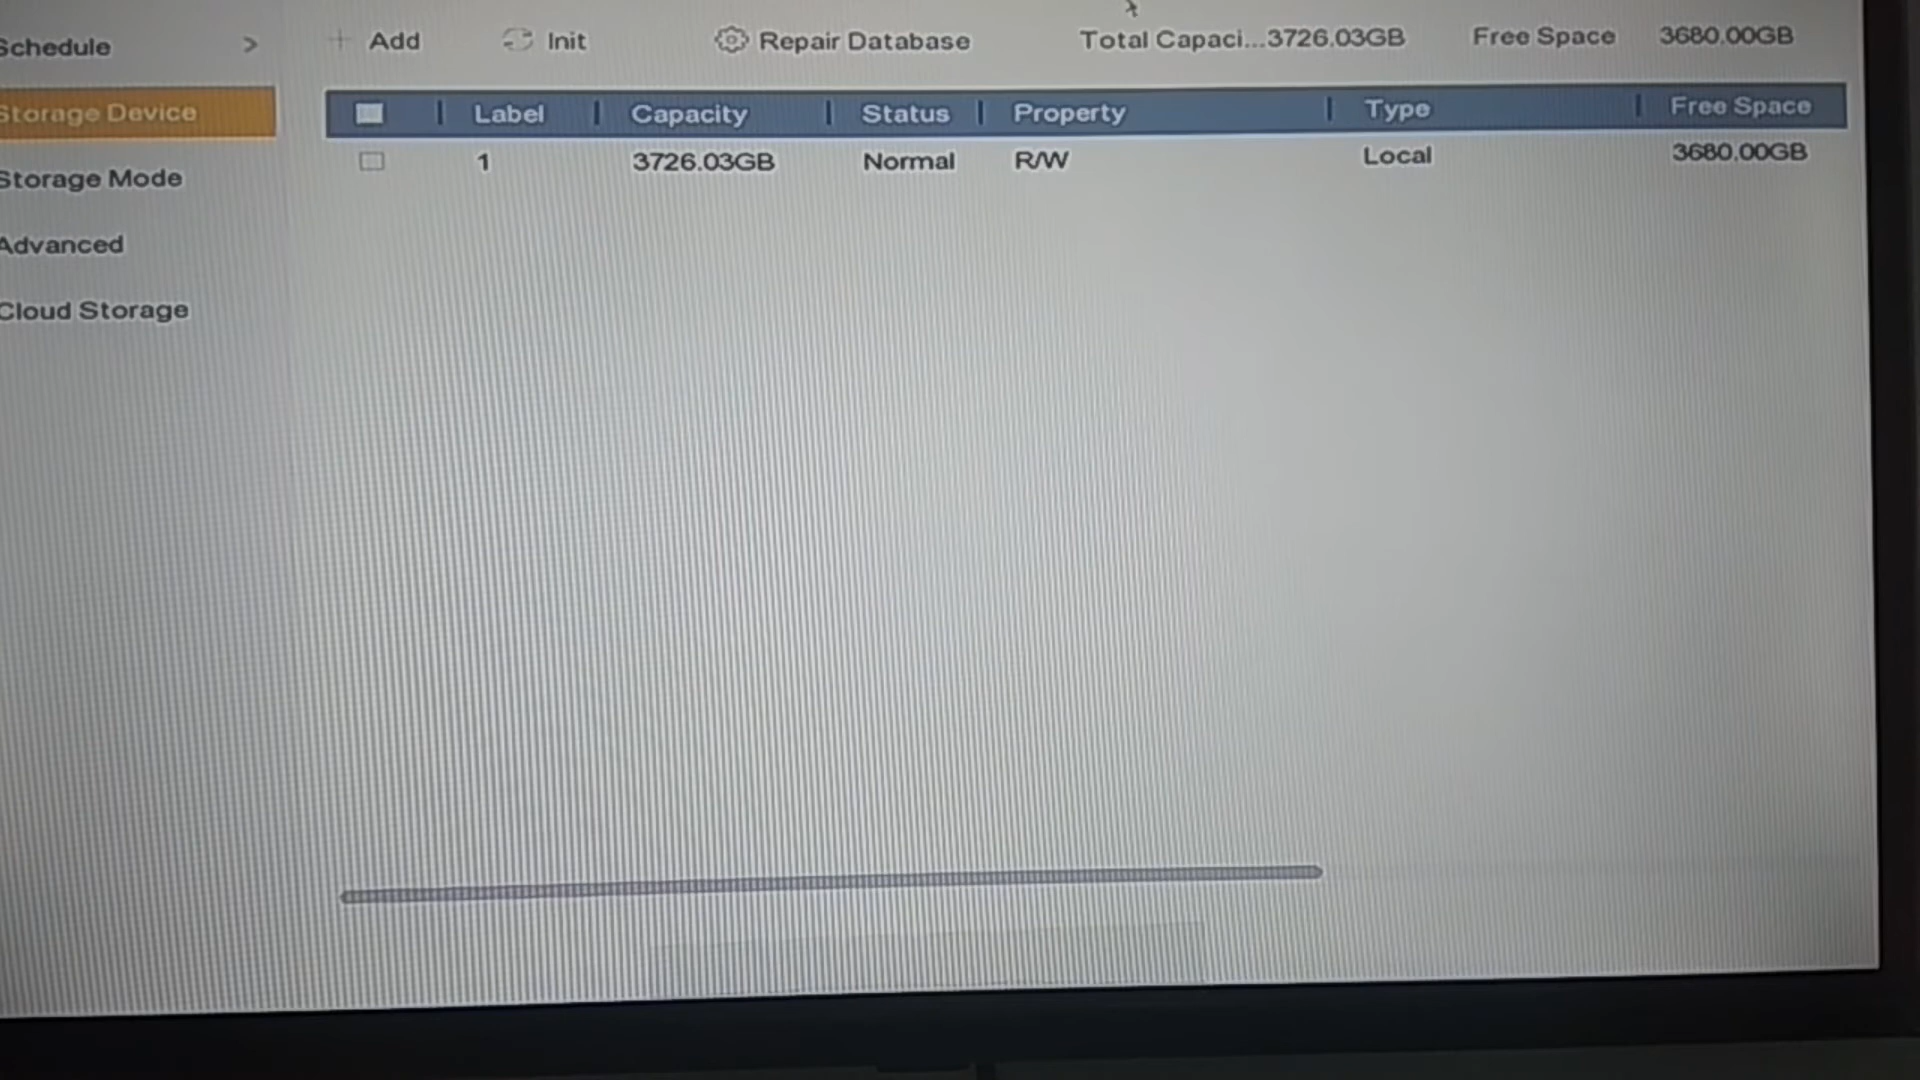 Schedule >
Add Init Repair Database Total Capaci...3726.03GB Free Space 3680.00GB
Storage Device
Label Capacity Status Property Type Free Space
1 3726.03GB Normal R/W Local 3680.00GB
Storage Mode
Advanced
Cloud Storage